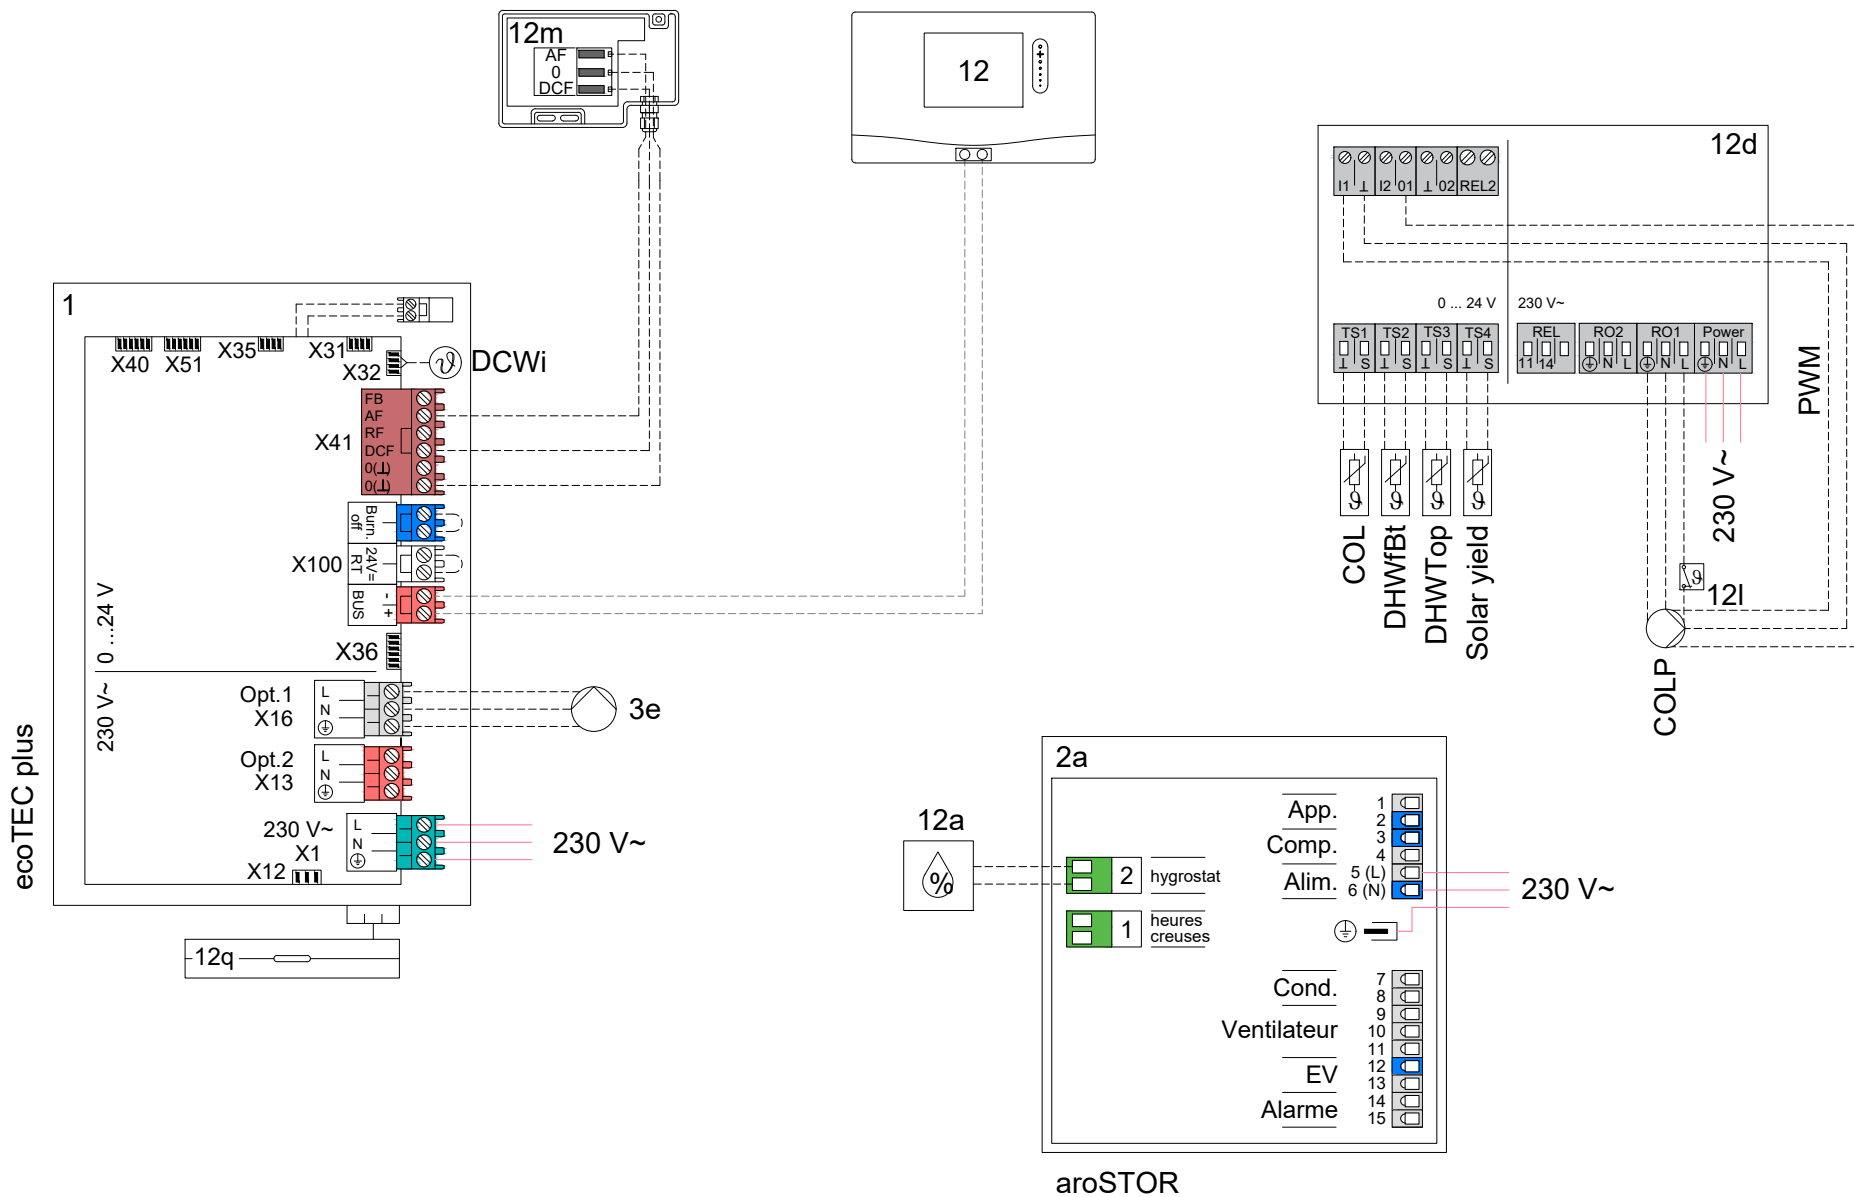 12m
AF
0
DCF
12
12d
I1 ⊥ I2 01 ⊥ 02 REL2
0 ... 24 V 230 V~
TS1 TS2 TS3 TS4
⊥ S ⊥ S ⊥ S ⊥ S
REL RO2 RO1 Power
11 14 N L N L N L
PWM
COL
DHWfBt
DHWTop
Solar yield
230 V~
12l
COLP
1
X40 X51 X35 X31
X32 DCWi
FB
AF
RF
DCF
0(⊥)
0(⊥)
X41
Burn.
off
24V=
RT
X100
BUS
-
+
X36
0 ...24 V
230 V~
Opt.1
X16
L
N
3e
Opt.2
X13
L
N
230 V~
X1
L
N
230 V~
X12
12q
ecoTEC plus
2a
12a
%
2 hygrostat
1 heures
creuses
App.
1
2
Comp.
3
4
Alim.
5 (L)
6 (N)
230 V~
Cond.
7
8
Ventilateur
9
10
11
EV
12
13
Alarme
14
15
aroSTOR